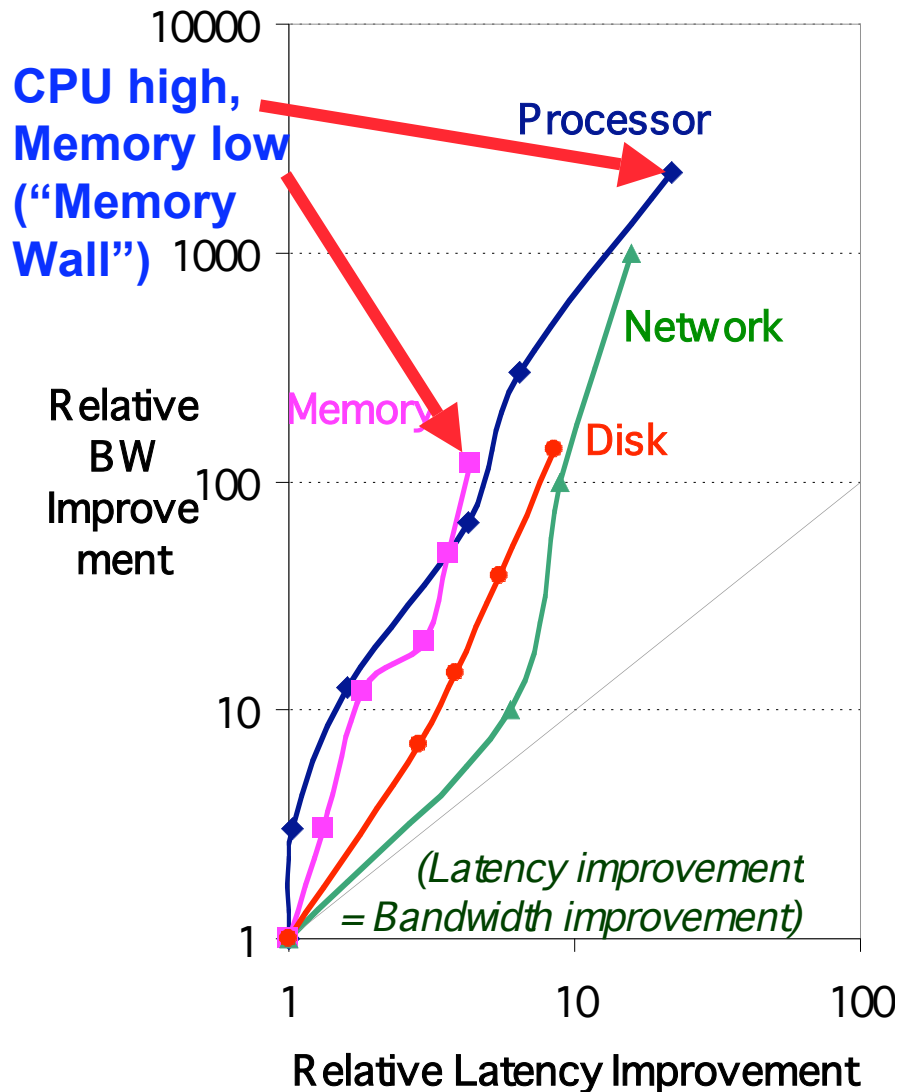 10000
CPU high,
Memory low
(“Memory
Wall”)
Processor
1000
Network
Relative
BW
Improve
ment
Memory
Disk
100
10
(Latency improvement
= Bandwidth improvement)
1
1
10
100
Relative Latency Improvement